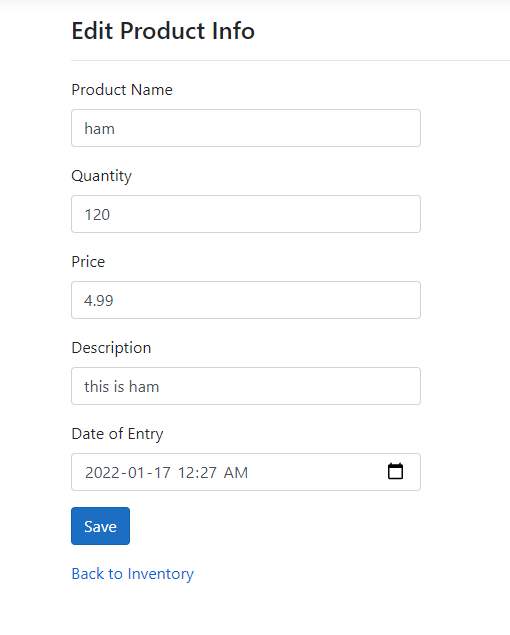 Edit Product Info
Product Name
ham
Quantity
120
Price
4.99
Description
this is ham
Date of Entry
2022-01-17 12:27 AM
Save
Back to Inventory